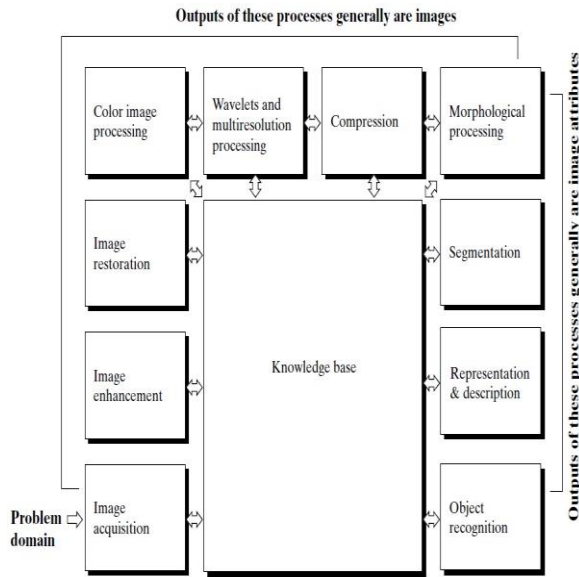 Outputs of these processes generally are images
Color image
processing
Wavelets and
multiresolution
processing
Compression
Morphological
processing
Image
restoration
Segmentation
Image
enhancement
Knowledge base
Representation
& description
Problem
domain
Image
acquisition
Object
recognition
Outputs of these processes generally are image attributes